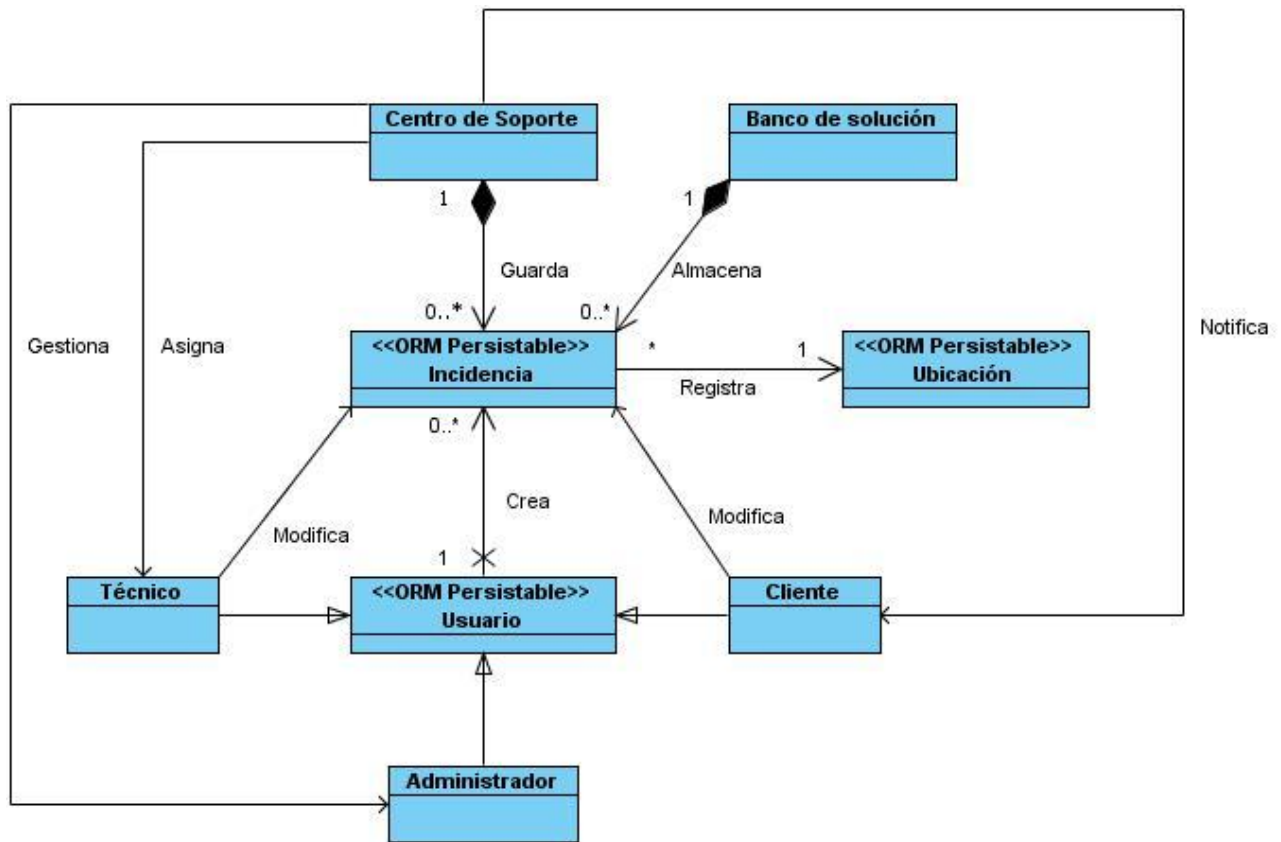 Centro de Soporte
Banco de solución
1
1
Guarda
Almacena
0..*
0..*
Gestiona
Asigna
Notifica
<<ORM Persistable>>
Incidencia
*
1
Registra
<<ORM Persistable>>
Ubicación
0..*
Crea
Modifica
Modifica
1
Técnico
<<ORM Persistable>>
Usuario
Cliente
Administrador